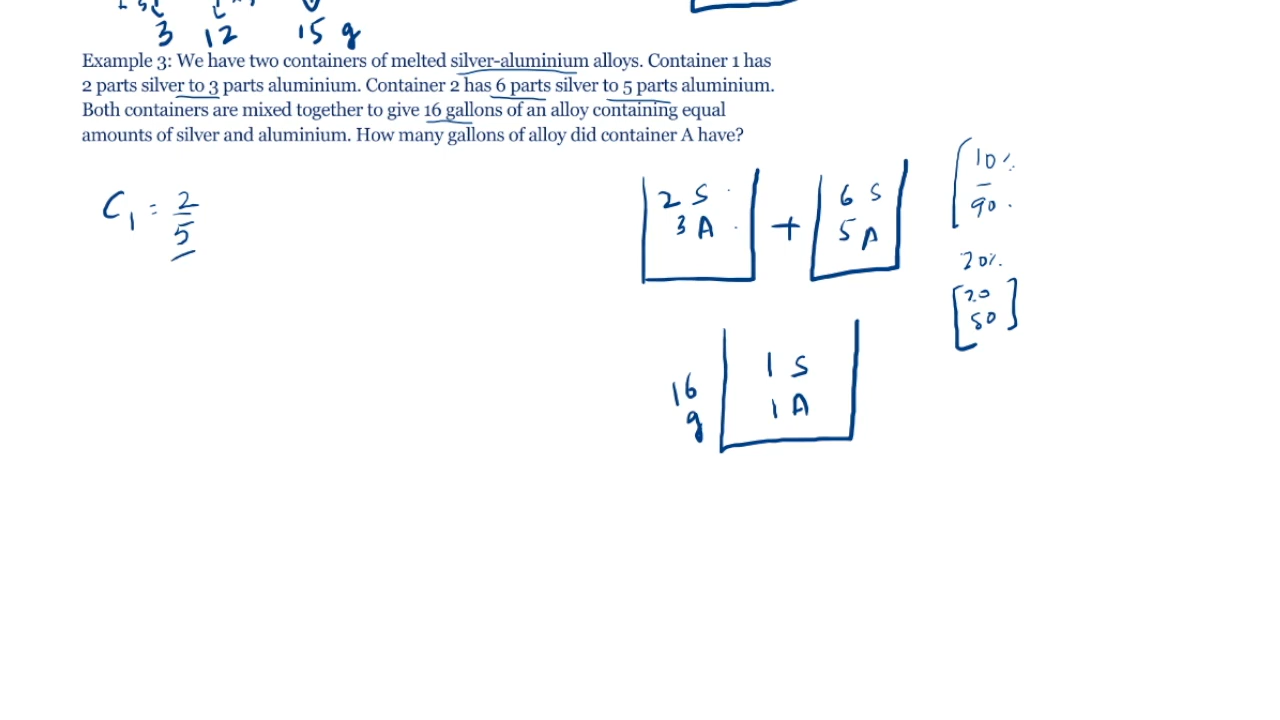 3 12 15 g
Example 3: We have two containers of melted silver-aluminium alloys. Container 1 has
2 parts silver to 3 parts aluminium. Container 2 has 6 parts silver to 5 parts aluminium.
Both containers are mixed together to give 16 gallons of an alloy containing equal
amounts of silver and aluminium. How many gallons of alloy did container A have?
C1 = 2/5
2 S
3 A
+
6 S
5 A
10%
90.
20%.
20
80
16
g
1 S
1 A